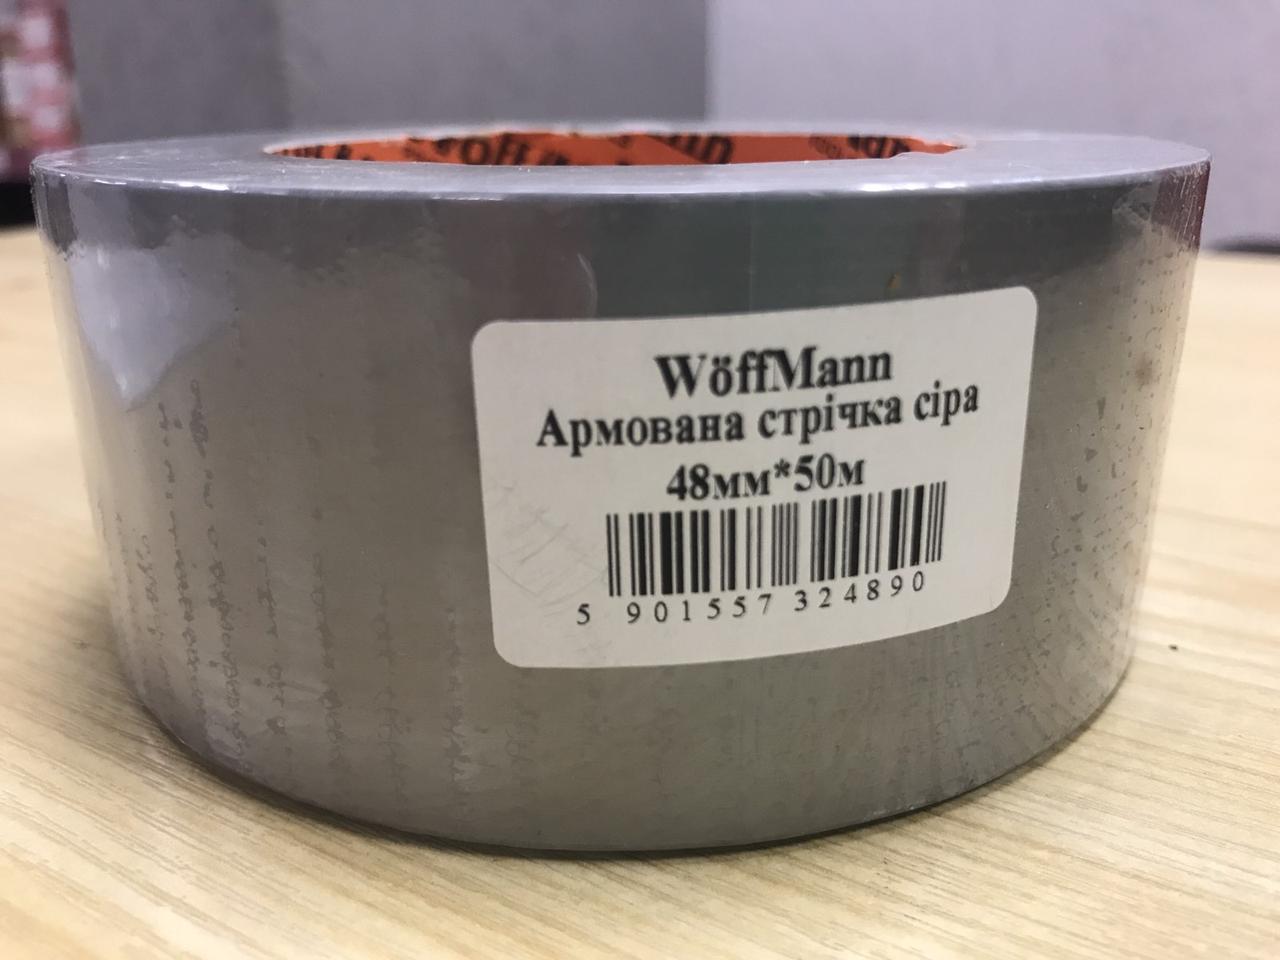 WöffMann
Армована стрічка сіра
48мм*50м
5 901557 324890